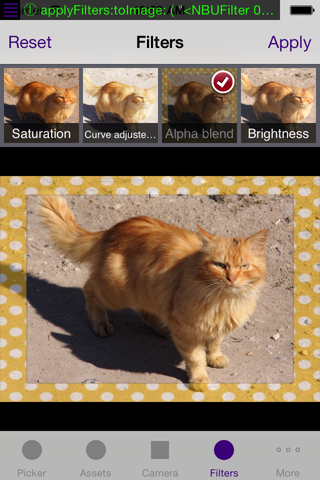 ⓘ applyFilters:toImage: (<NBUFilter 0…
Reset Filters Apply
Saturation Curve adjuste… Alpha blend Brightness
Picker Assets Camera Filters More